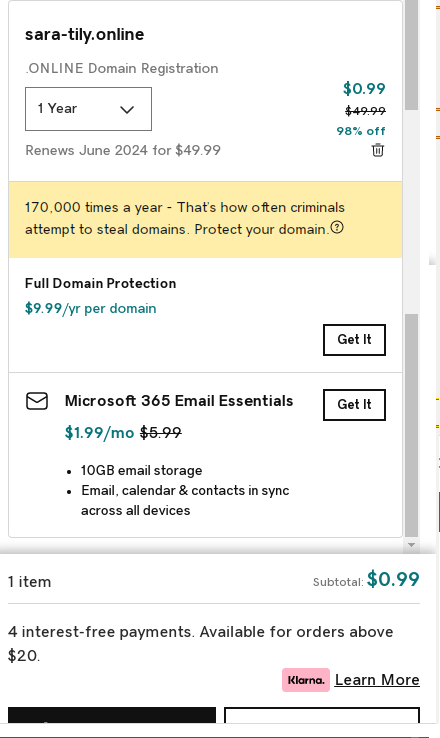 sara-tily.online
.ONLINE Domain Registration
1 Year
$0.99
$49.99
98% off
Renews June 2024 for $49.99
170,000 times a year - That's how often criminals
attempt to steal domains. Protect your domain.
Full Domain Protection
$9.99/yr per domain
Get It
Microsoft 365 Email Essentials
Get It
$1.99/mo $5.99
• 10GB email storage
• Email, calendar & contacts in sync
across all devices
1 item
Subtotal: $0.99
4 interest-free payments. Available for orders above
$20.
Klarna. Learn More